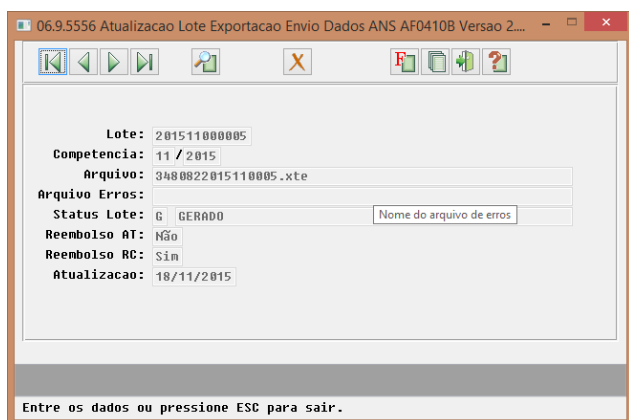 06.9.5556 Atualizacao Lote Exportacao Envio Dados ANS AF0410B Versao 2....
Lote: 201511000005
Competencia: 11 / 2015
Arquivo: 3480822015110005.xte
Arquivo Erros:
Status Lote: G GERADO
Nome do arquivo de erros
Reembolso AT: Não
Reembolso RC: Sim
Atualizacao: 18/11/2015
Entre os dados ou pressione ESC para sair.